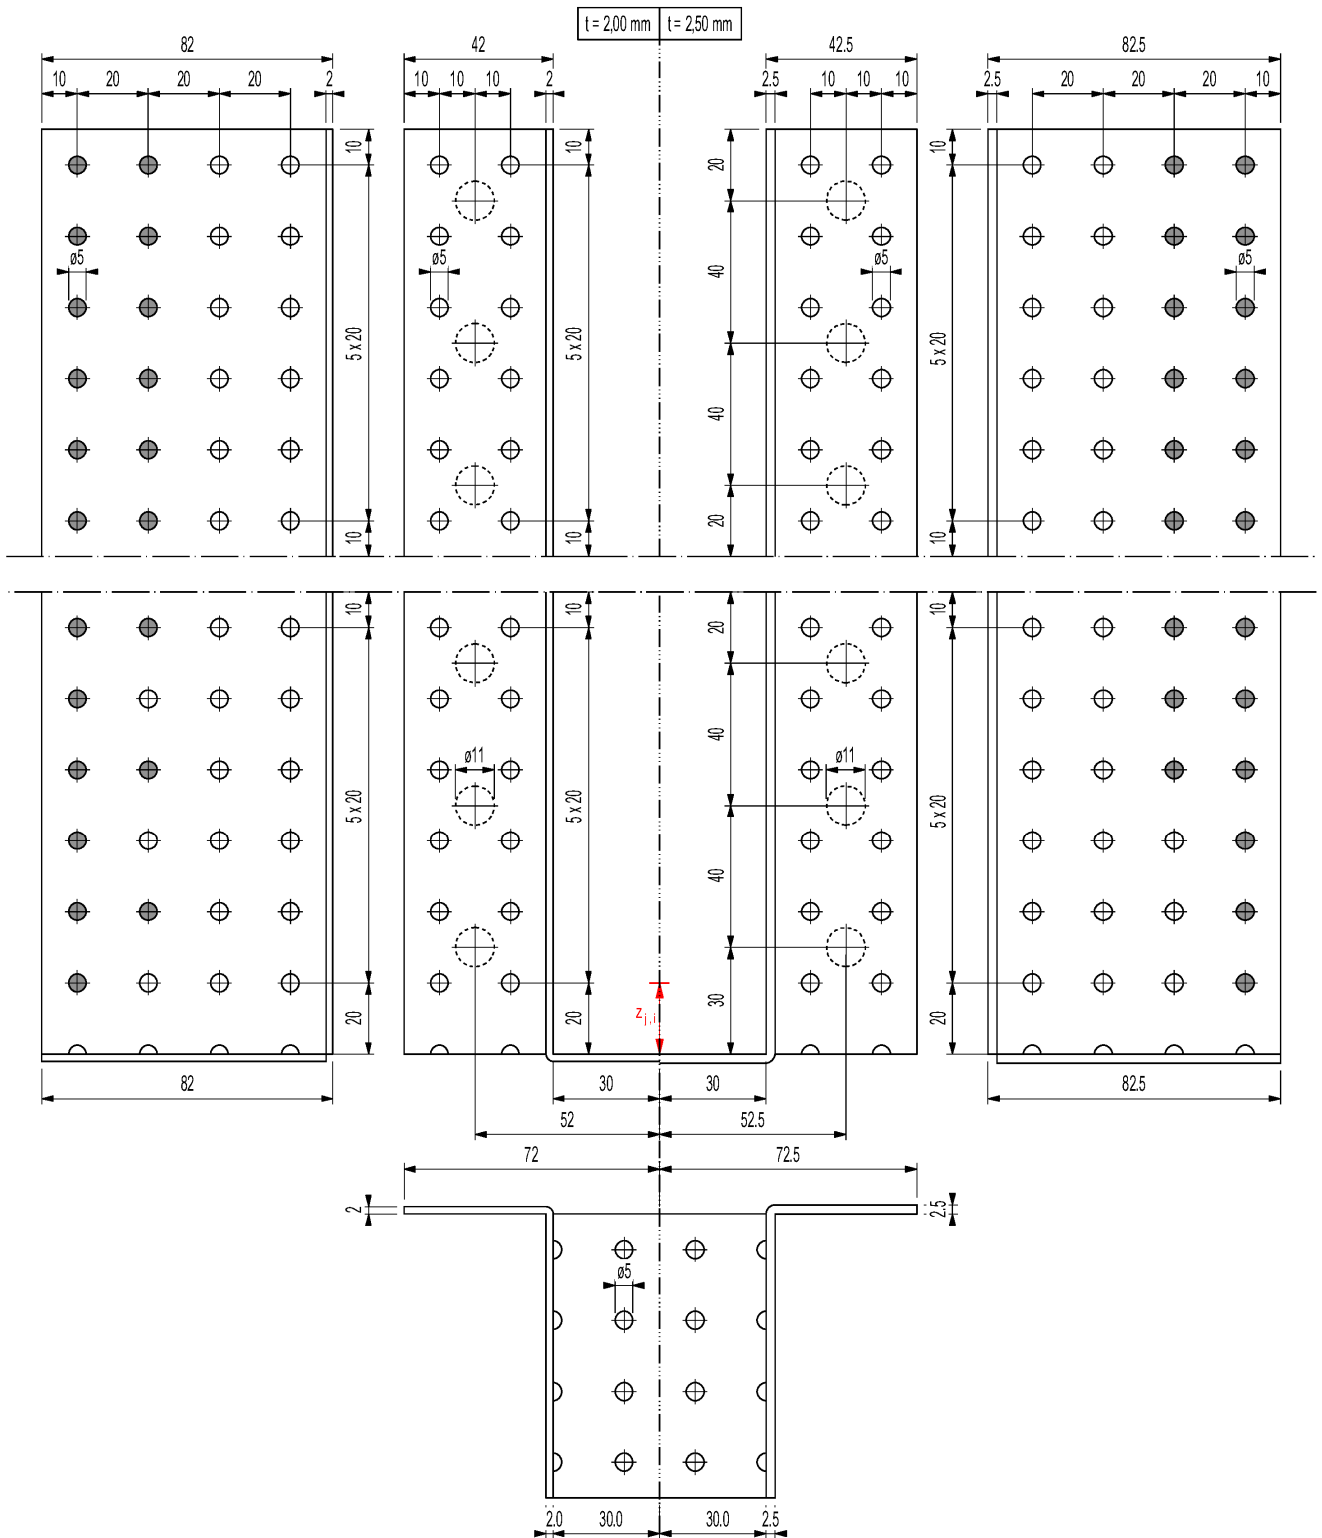 t = 2,00 mm t = 2,50 mm
82 42 42.5 82.5
10 20 20 20 2 10 10 10 2 2.5 10 10 10 2.5 20 20 20 10
10 10 20 10
ø5 ø5 40 ø5 ø5
5 x 20 5 x 20 40 5 x 20
10 10 20 10
10 10 20 10
40
ø11 ø11
5 x 20 5 x 20 40 5 x 20
20 20 z j,i 30 20
82 30 30 82.5
52 52.5
72 72.5
2 2.5
ø5
2.0 30.0 30.0 2.5